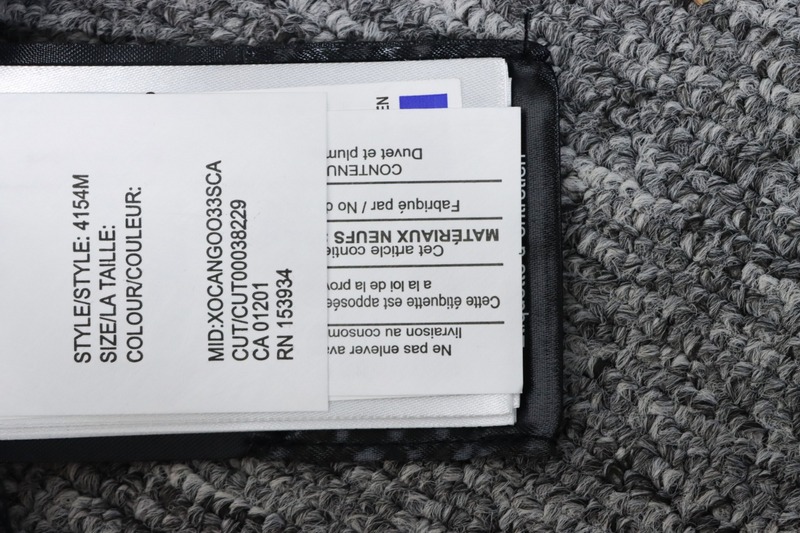 STYLE/STYLE: 4154M
SIZE/LA TAILLE:
COLOUR/COULEUR:
MID:XOCANGOO33SCA
CUT/CUT00038229
CA 01201
RN 153934
EN
Ne pas enlever ava
livraison au consom
Cette étiquette est apposée
a la loi de la prov
Cet article contie
MATÉRIAUX NEUFS
Fabriqué par / No d
CONTENU
Duvet et plum